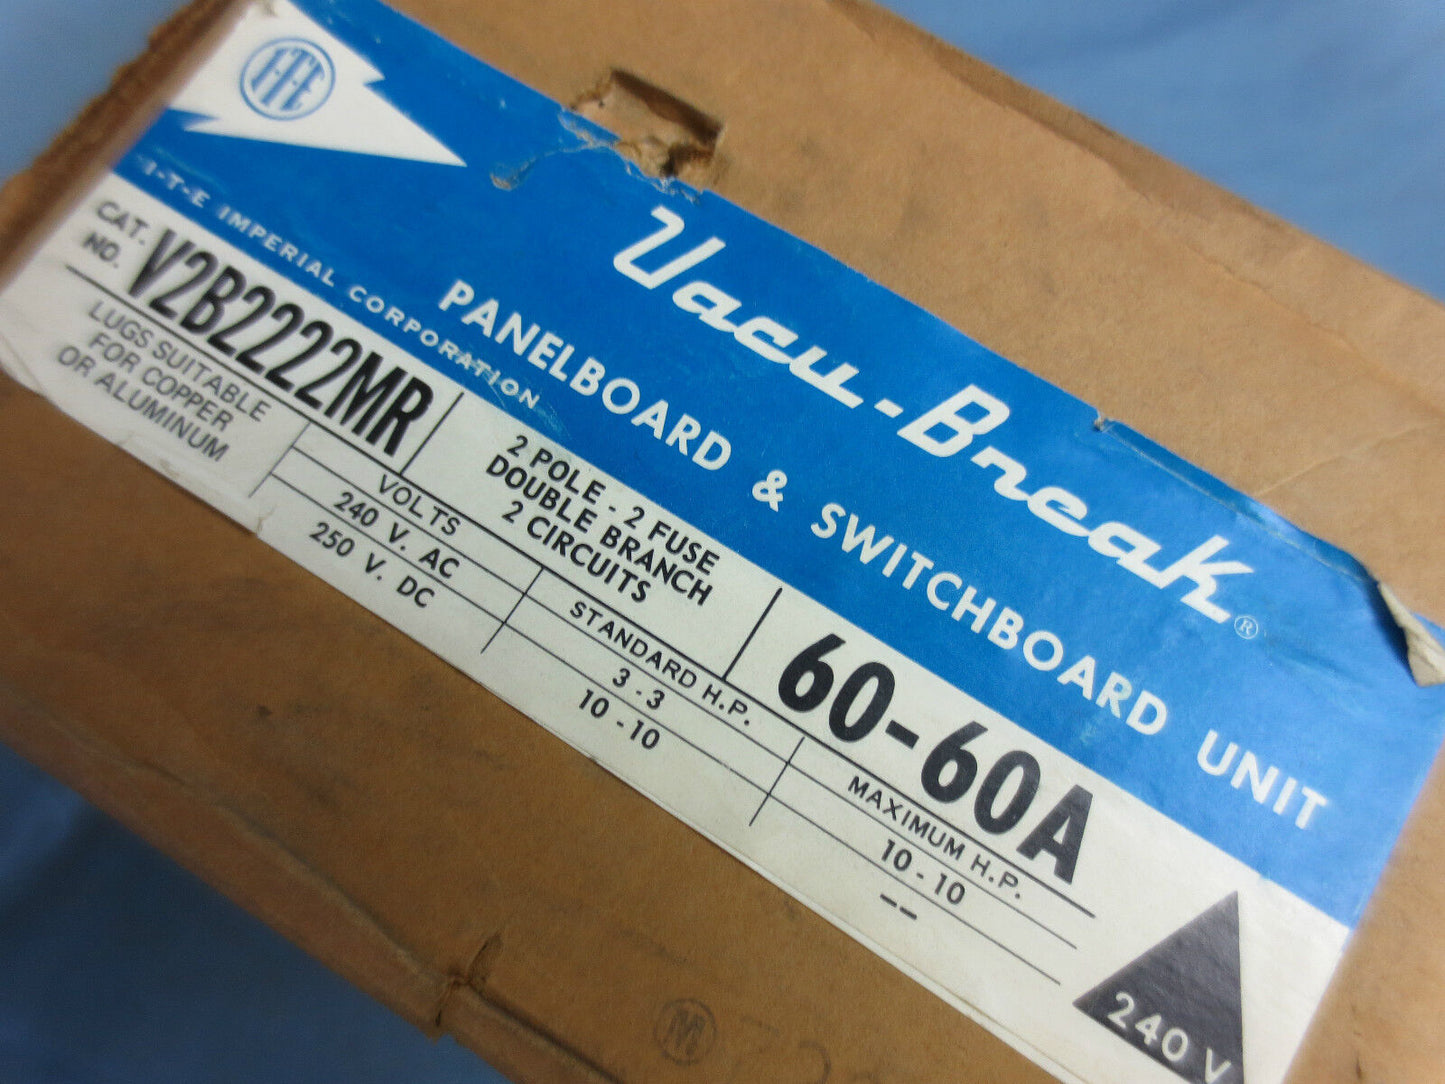 I-T-E
I-T-E IMPERIAL CORPORATION
Vacu-Break®
PANELBOARD & SWITCHBOARD UNIT
CAT.
NO.
V2B2222MR
LUGS SUITABLE
FOR COPPER
OR ALUMINUM
2 POLE - 2 FUSE
DOUBLE BRANCH
2 CIRCUITS
60-60A
VOLTS
STANDARD H.P.
MAXIMUM H.P.
240 V. AC
3 - 3
10 - 10
250 V. DC
10 - 10
--
240 V
M